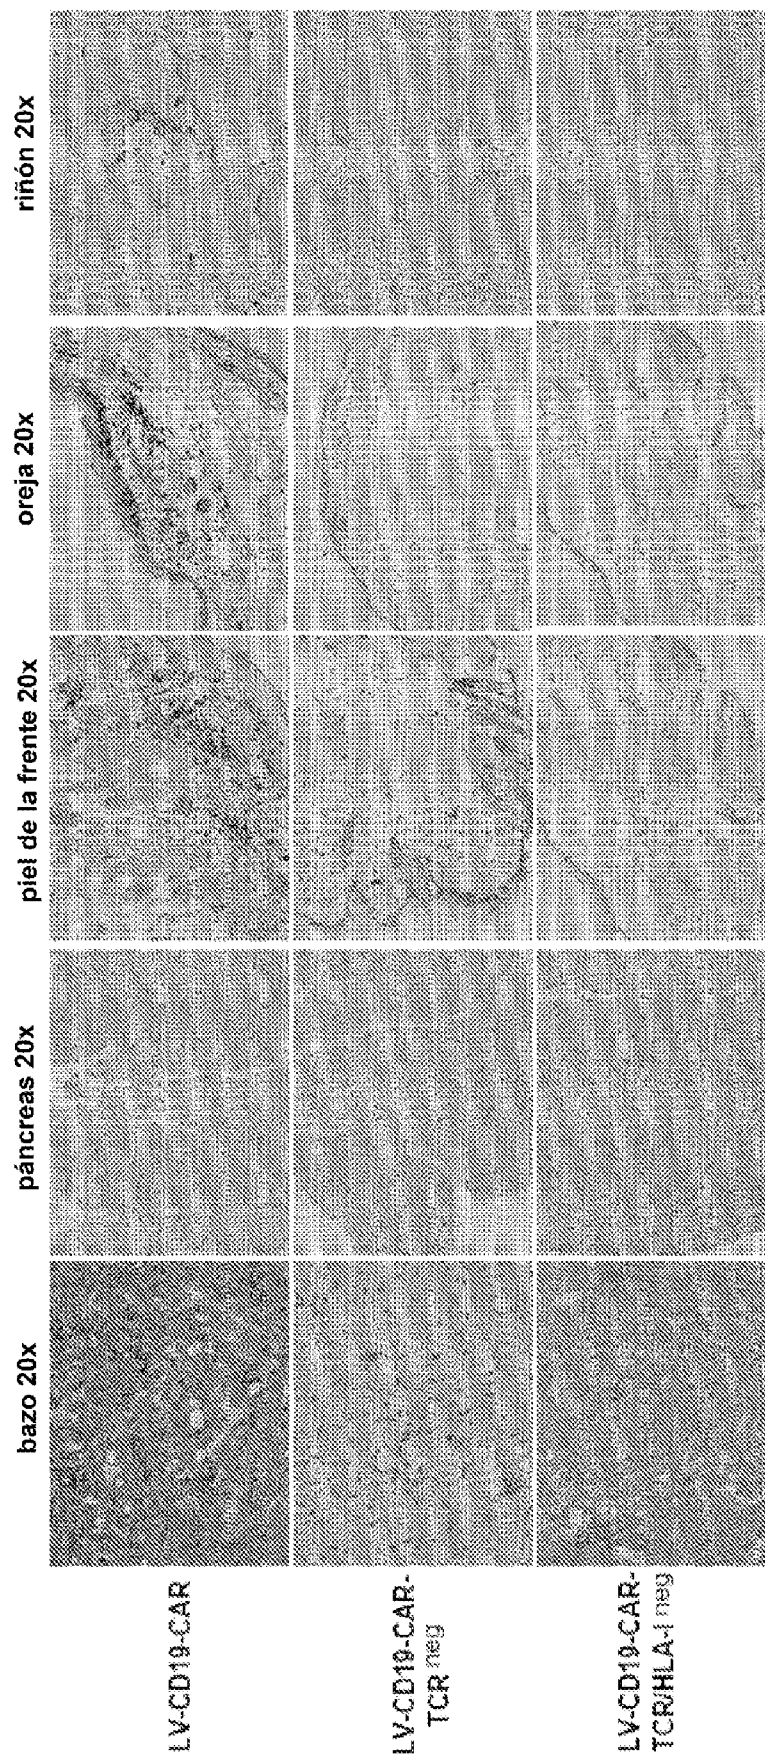 bazo 20x
páncreas 20x
piel de la frente 20x
oreja 20x
riñón 20x
LV-CD19-CAR
LV-CD19-CAR-
TCR neg
LV-CD19-CAR-
TCR/HLA-I neg